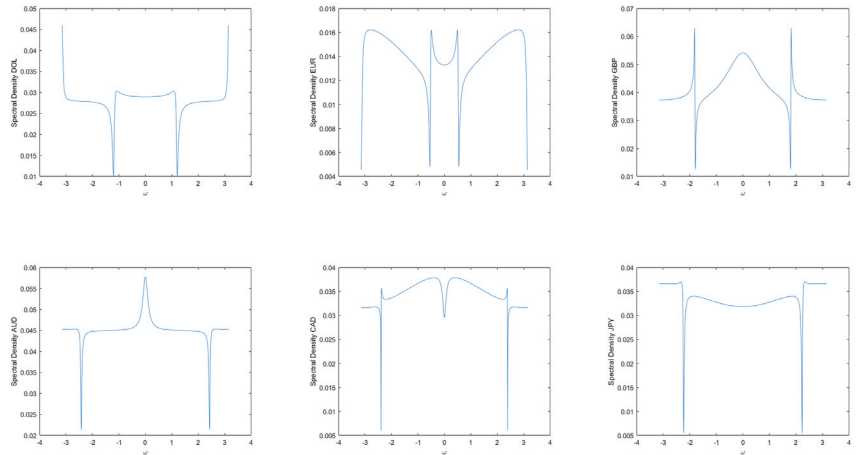 0.05
0.045
0.04
0.035
0.03
0.025
0.02
0.015
0.01
-4 -3 -2 -1 0 1 2 3 4
ω
Spectral Density DOL
0.018
0.016
0.014
0.012
0.01
0.008
0.006
0.004
-4 -3 -2 -1 0 1 2 3 4
ω
Spectral Density EUR
0.07
0.06
0.05
0.04
0.03
0.02
0.01
-4 -3 -2 -1 0 1 2 3 4
ω
Spectral Density GBP
0.06
0.055
0.05
0.045
0.04
0.035
0.03
0.025
0.02
-4 -3 -2 -1 0 1 2 3 4
ω
Spectral Density AUD
0.04
0.035
0.03
0.025
0.02
0.015
0.01
0.005
-4 -3 -2 -1 0 1 2 3 4
ω
Spectral Density CAD
0.04
0.035
0.03
0.025
0.02
0.015
0.01
0.005
-4 -3 -2 -1 0 1 2 3 4
ω
Spectral Density JPY